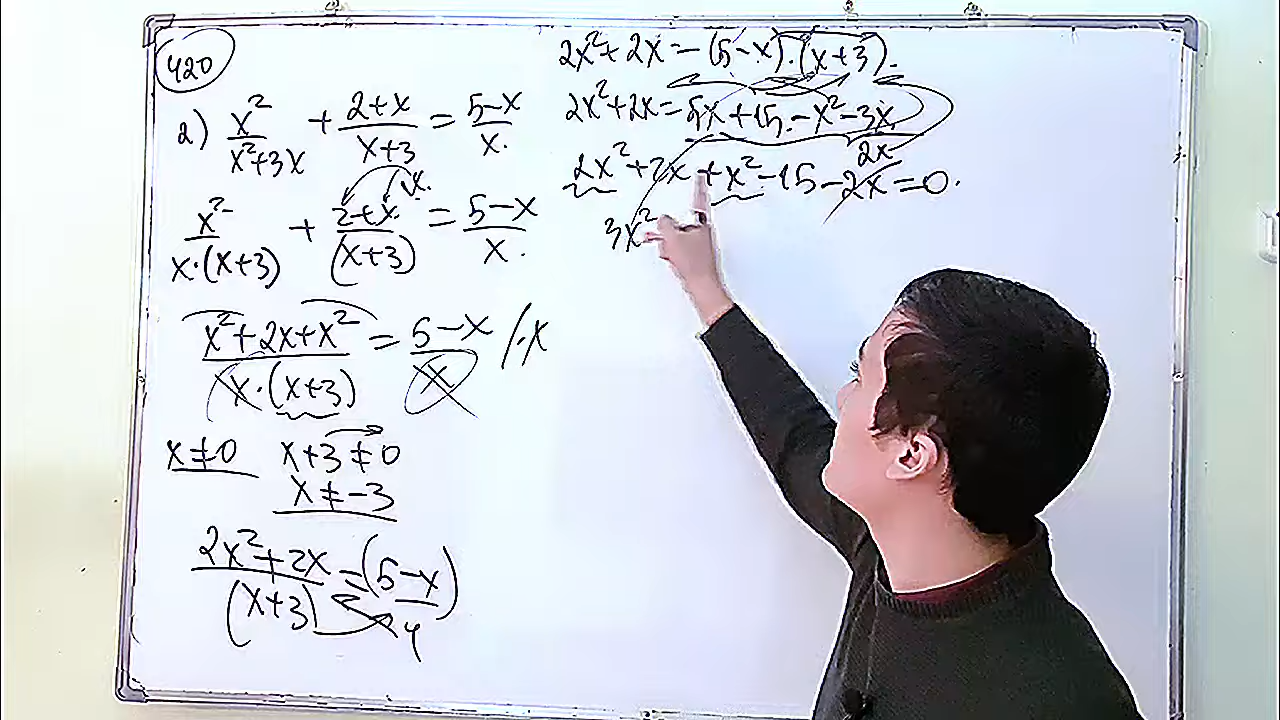 420
a) x²/(x²+3x) + (2+x)/(x+3) = (5-x)/x.
x²/(x·(x+3)) + (2+x)/(x+3) = (5-x)/x. \x.
(x²+2x+x²)/(x·(x+3)) = (5-x)/x /·x
x≠0 x+3≠0
x≠-3
(2x²+2x)/(x+3) = (5-x)
2x²+2x = (5-x)·(x+3).
2x²+2x = 5x+15-x²-3x
2x
2x²+2x+x²-15-2x=0.
3x²